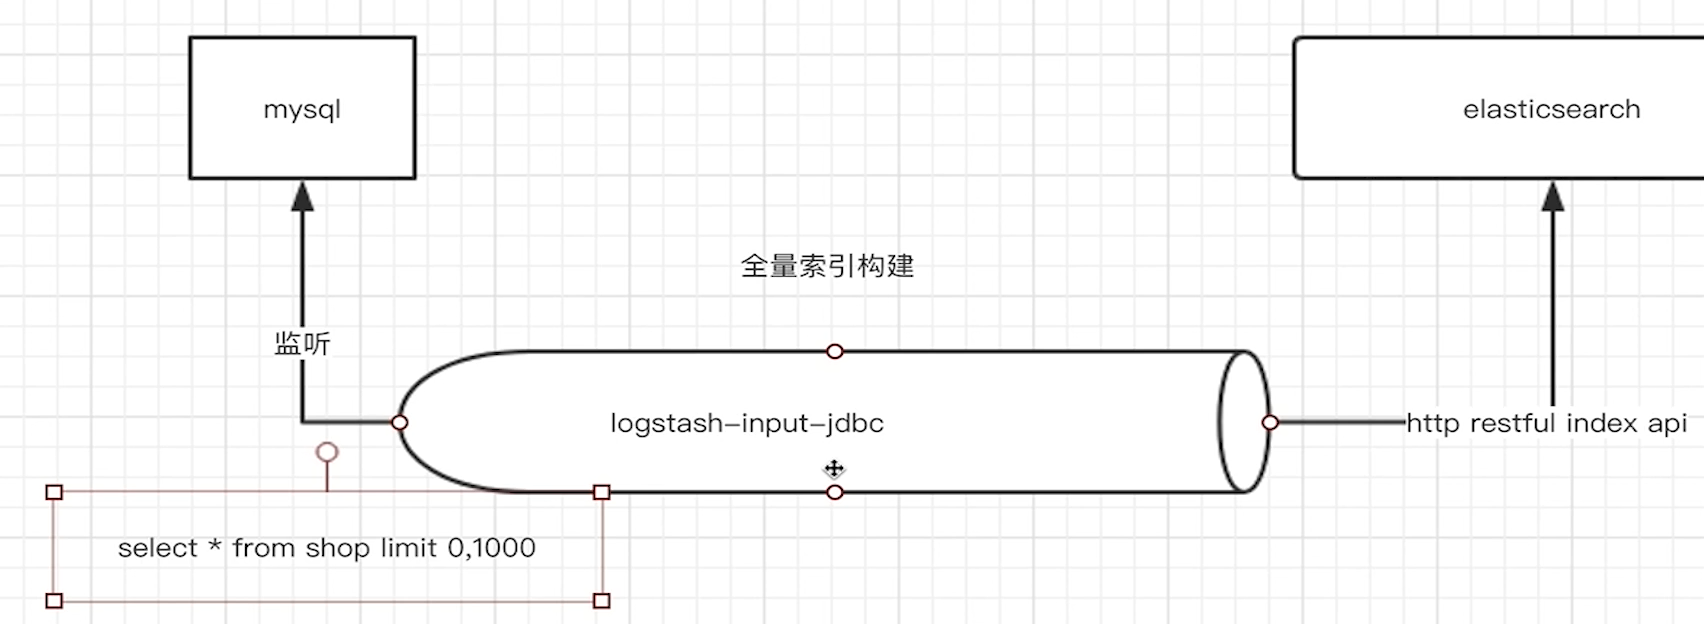 mysql
elasticsearch
全量索引构建
监听
logstash-input-jdbc
http restful index api
select * from shop limit 0,1000